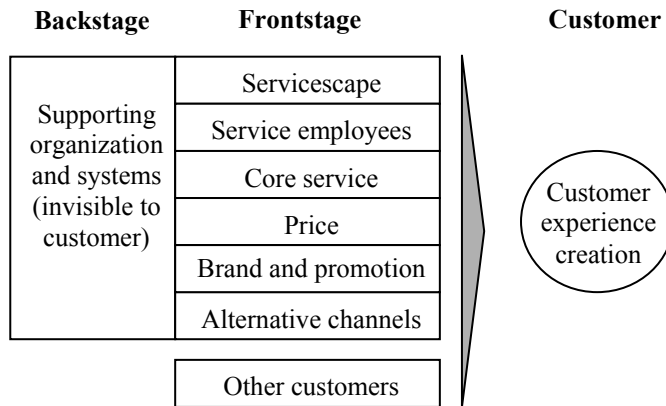 Backstage
Frontstage
Customer
Supporting
organization
and systems
(invisible to
customer)
Servicescape
Service employees
Core service
Price
Brand and promotion
Alternative channels
Other customers
Customer
experience
creation